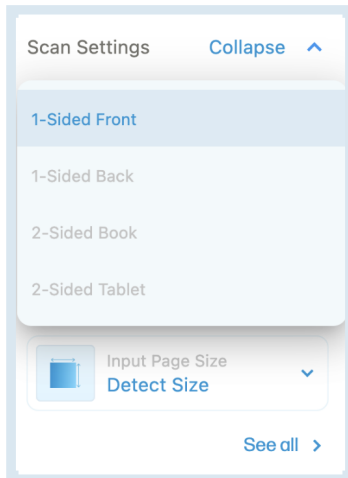 Scan Settings Collapse
1-Sided Front
1-Sided Back
2-Sided Book
2-Sided Tablet
Input Page Size
Detect Size
See all